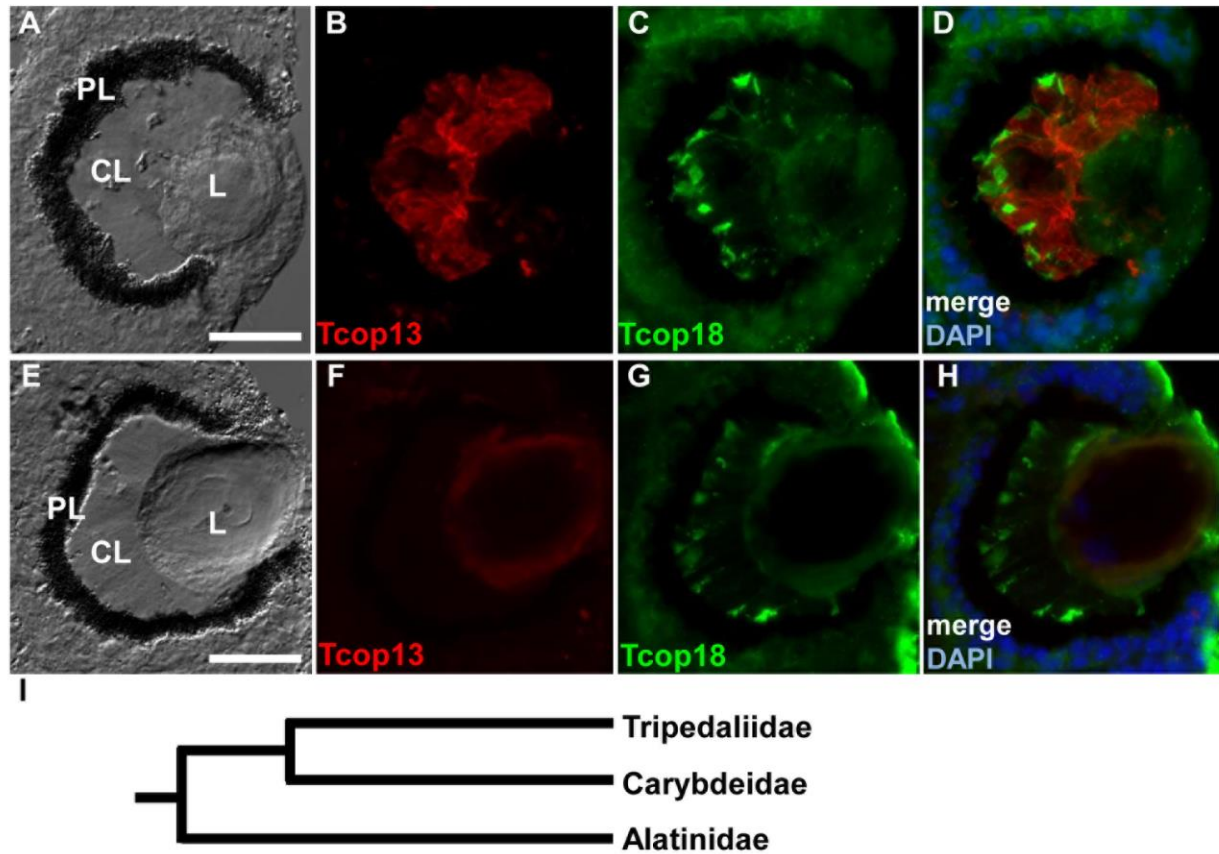 A
PL
CL
L
B
Tcop13
C
Tcop18
D
merge
DAPI
E
PL
CL
L
F
Tcop13
G
Tcop18
H
merge
DAPI
I
Tripedaliidae
Carybdeidae
Alatinidae